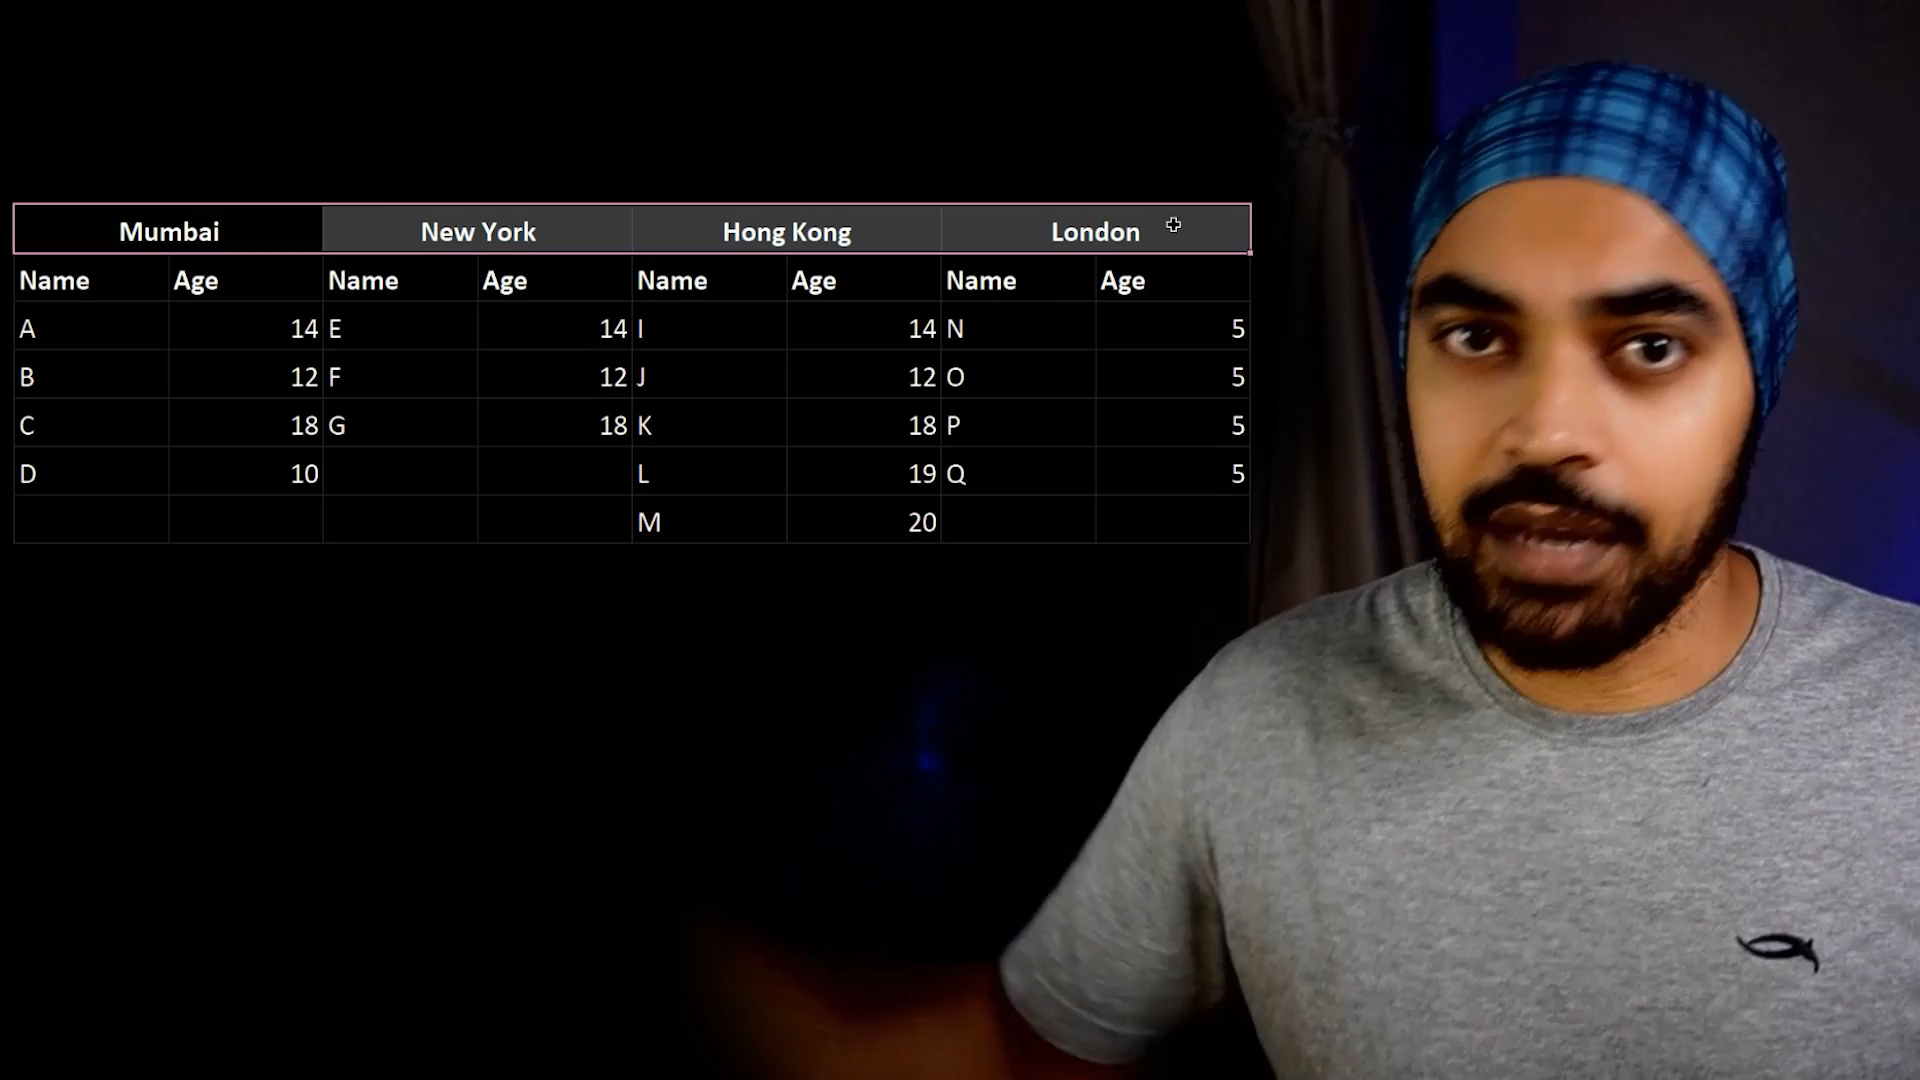 Mumbai New York Hong Kong London
Name Age Name Age Name Age Name Age
A 14 E 14 I 14 N 5
B 12 F 12 J 12 O 5
C 18 G 18 K 18 P 5
D 10 L 19 Q 5
M 20